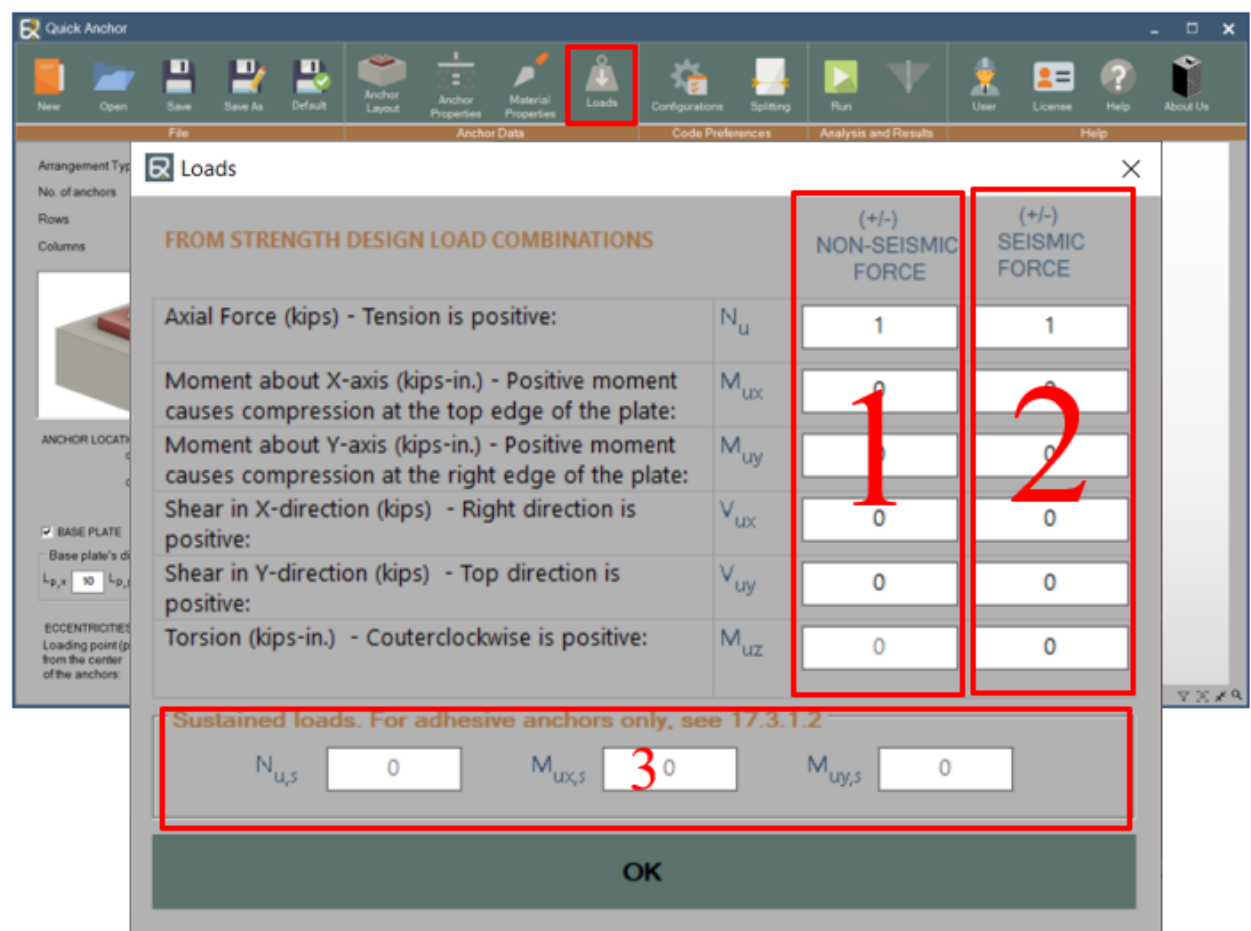 Quick Anchor
New Open Save Save As Default Anchor Layout Anchor Properties Material Properties Loads Configurations Splitting Run User License Help About Us
File Anchor Data Code Preferences Analysis and Results Help
Arrangement Typ
No. of anchors
Rows
Columns
ANCHOR LOCATI
BASE PLATE
Base plate's di
Lp,x 10 Lp,
ECCENTRICITIES
Loading point (p
from the center
of the anchors:
Loads
FROM STRENGTH DESIGN LOAD COMBINATIONS
(+/-)
NON-SEISMIC
FORCE
(+/-)
SEISMIC
FORCE
Axial Force (kips) - Tension is positive: Nu 1 1
Moment about X-axis (kips-in.) - Positive moment
causes compression at the top edge of the plate: Mux 0 0
Moment about Y-axis (kips-in.) - Positive moment
causes compression at the right edge of the plate: Muy 0 0
Shear in X-direction (kips) - Right direction is
positive: Vux 0 0
Shear in Y-direction (kips) - Top direction is
positive: Vuy 0 0
Torsion (kips-in.) - Couterclockwise is positive: Muz 0 0
1
2
Sustained loads. For adhesive anchors only, see 17.3.1.2
Nu,s 0 Mux,s 0 Muy,s 0
3
OK